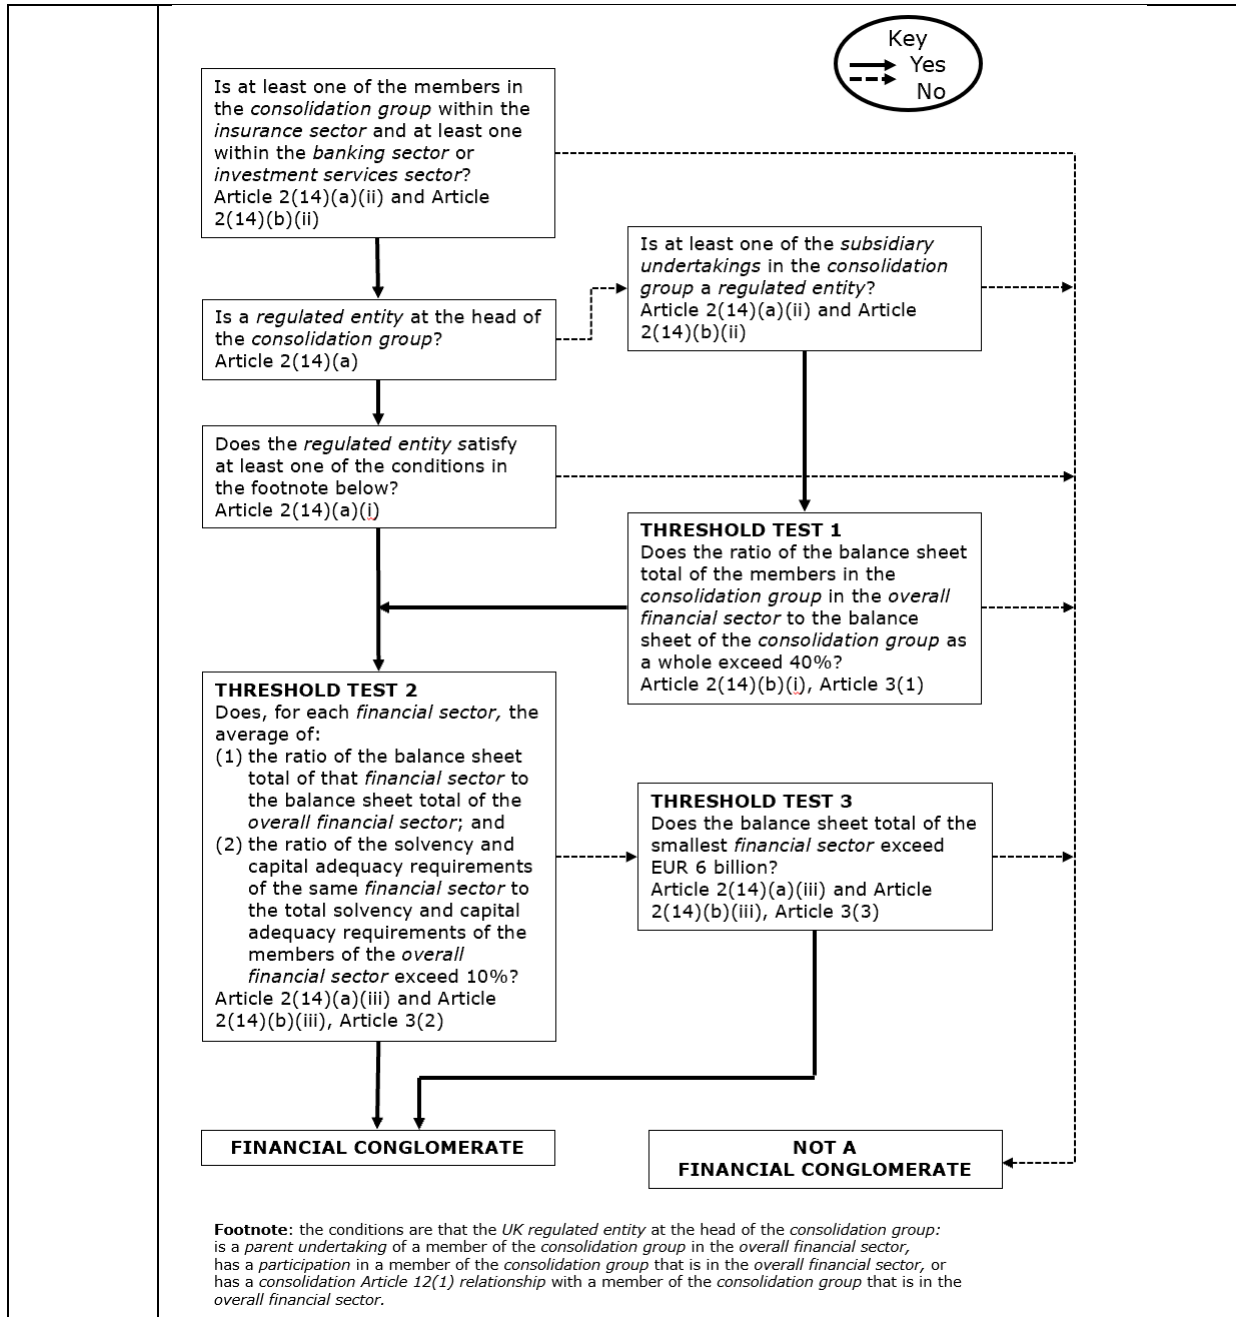 Key
Yes
No
Is at least one of the members in
the consolidation group within the
insurance sector and at least one
within the banking sector or
investment services sector?
Article 2(14)(a)(ii) and Article
2(14)(b)(ii)
Is at least one of the subsidiary
undertakings in the consolidation
group a regulated entity?
Article 2(14)(a)(ii) and Article
2(14)(b)(ii)
Is a regulated entity at the head of
the consolidation group?
Article 2(14)(a)
Does the regulated entity satisfy
at least one of the conditions in
the footnote below?
Article 2(14)(a)(i)
THRESHOLD TEST 1
Does the ratio of the balance sheet
total of the members in the
consolidation group in the overall
financial sector to the balance
sheet of the consolidation group as
a whole exceed 40%?
Article 2(14)(b)(i), Article 3(1)
THRESHOLD TEST 2
Does, for each financial sector, the
average of:
(1) the ratio of the balance sheet
total of that financial sector to
the balance sheet total of the
overall financial sector; and
(2) the ratio of the solvency and
capital adequacy requirements
of the same financial sector to
the total solvency and capital
adequacy requirements of the
members of the overall
financial sector exceed 10%?
Article 2(14)(a)(iii) and Article
2(14)(b)(iii), Article 3(2)
THRESHOLD TEST 3
Does the balance sheet total of the
smallest financial sector exceed
EUR 6 billion?
Article 2(14)(a)(iii) and Article
2(14)(b)(iii), Article 3(3)
FINANCIAL CONGLOMERATE
NOT A
FINANCIAL CONGLOMERATE
Footnote: the conditions are that the UK regulated entity at the head of the consolidation group:
is a parent undertaking of a member of the consolidation group in the overall financial sector,
has a participation in a member of the consolidation group that is in the overall financial sector, or
has a consolidation Article 12(1) relationship with a member of the consolidation group that is in the
overall financial sector.